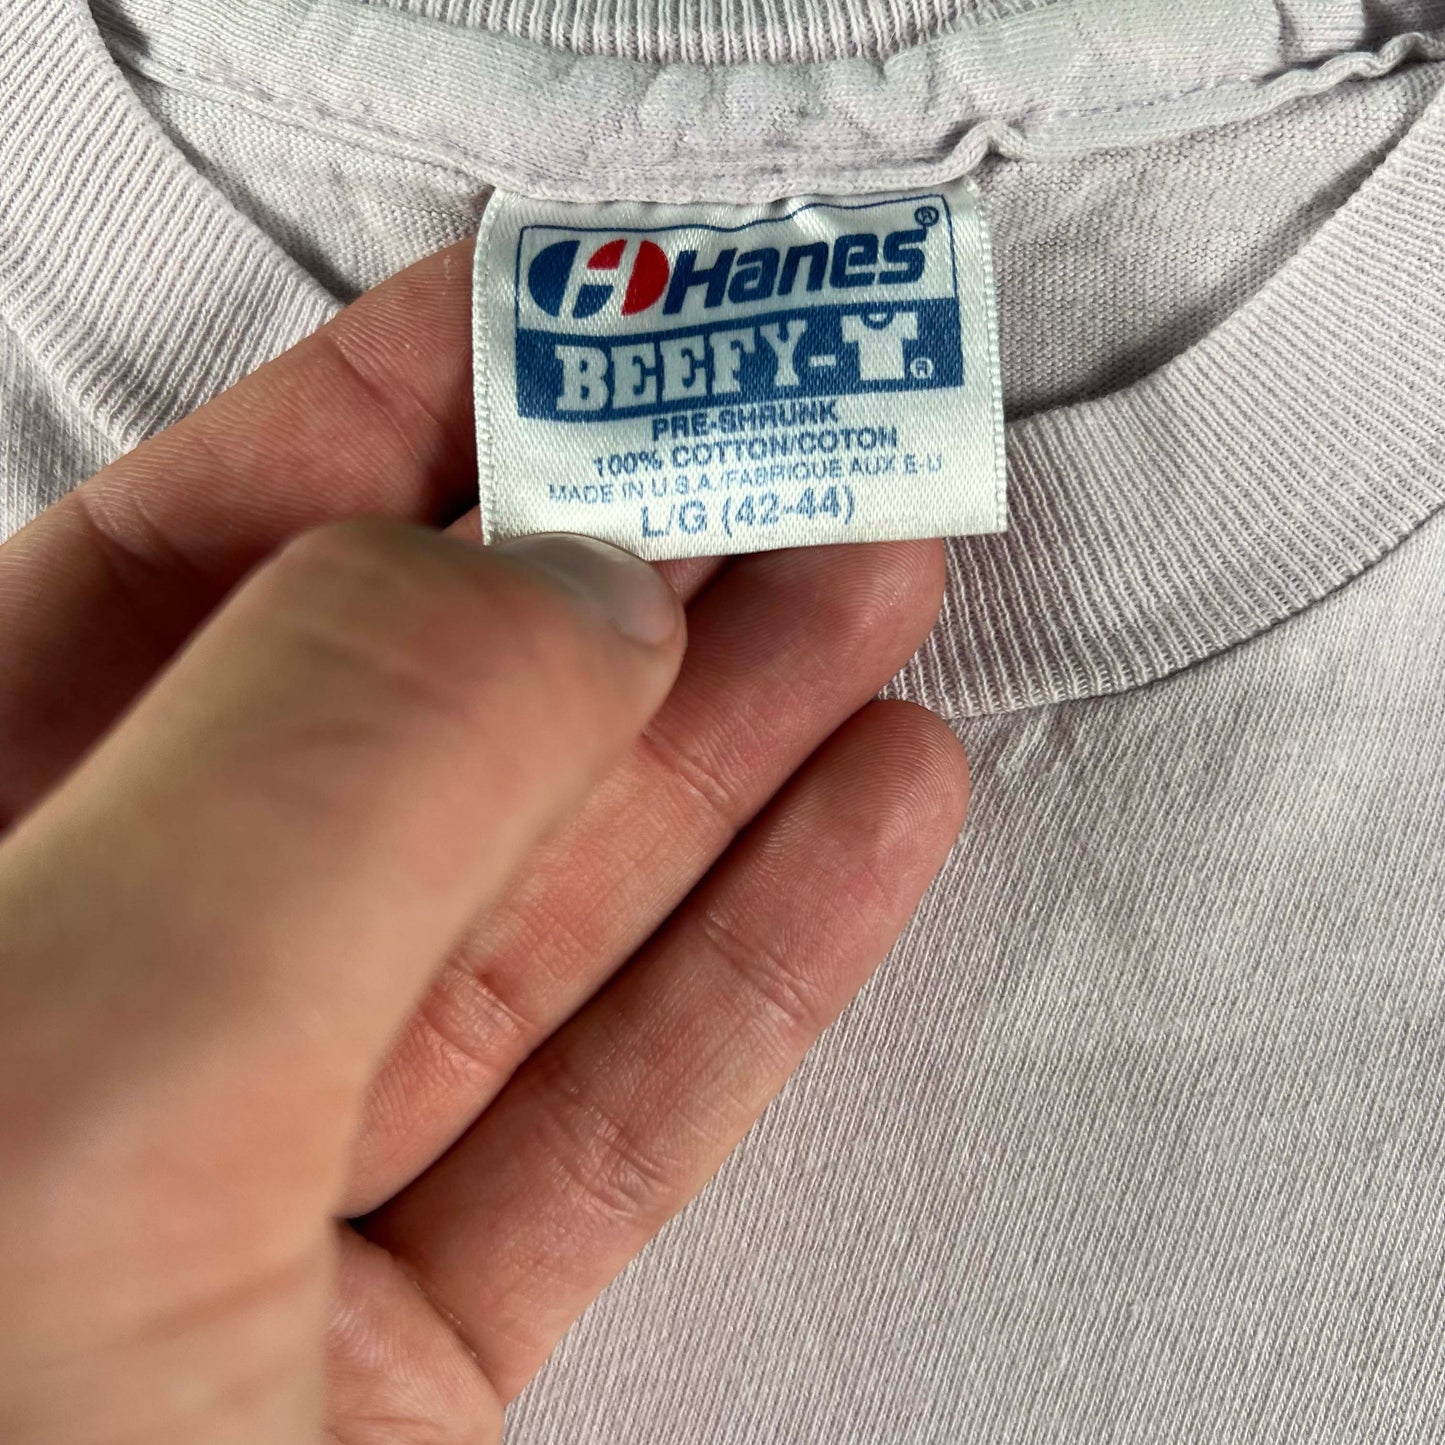 Hanes®
BEEFY-T®
PRE-SHRUNK
100% COTTON/COTON
MADE IN U.S.A./FABRIQUE AUX E-U
L/G (42-44)